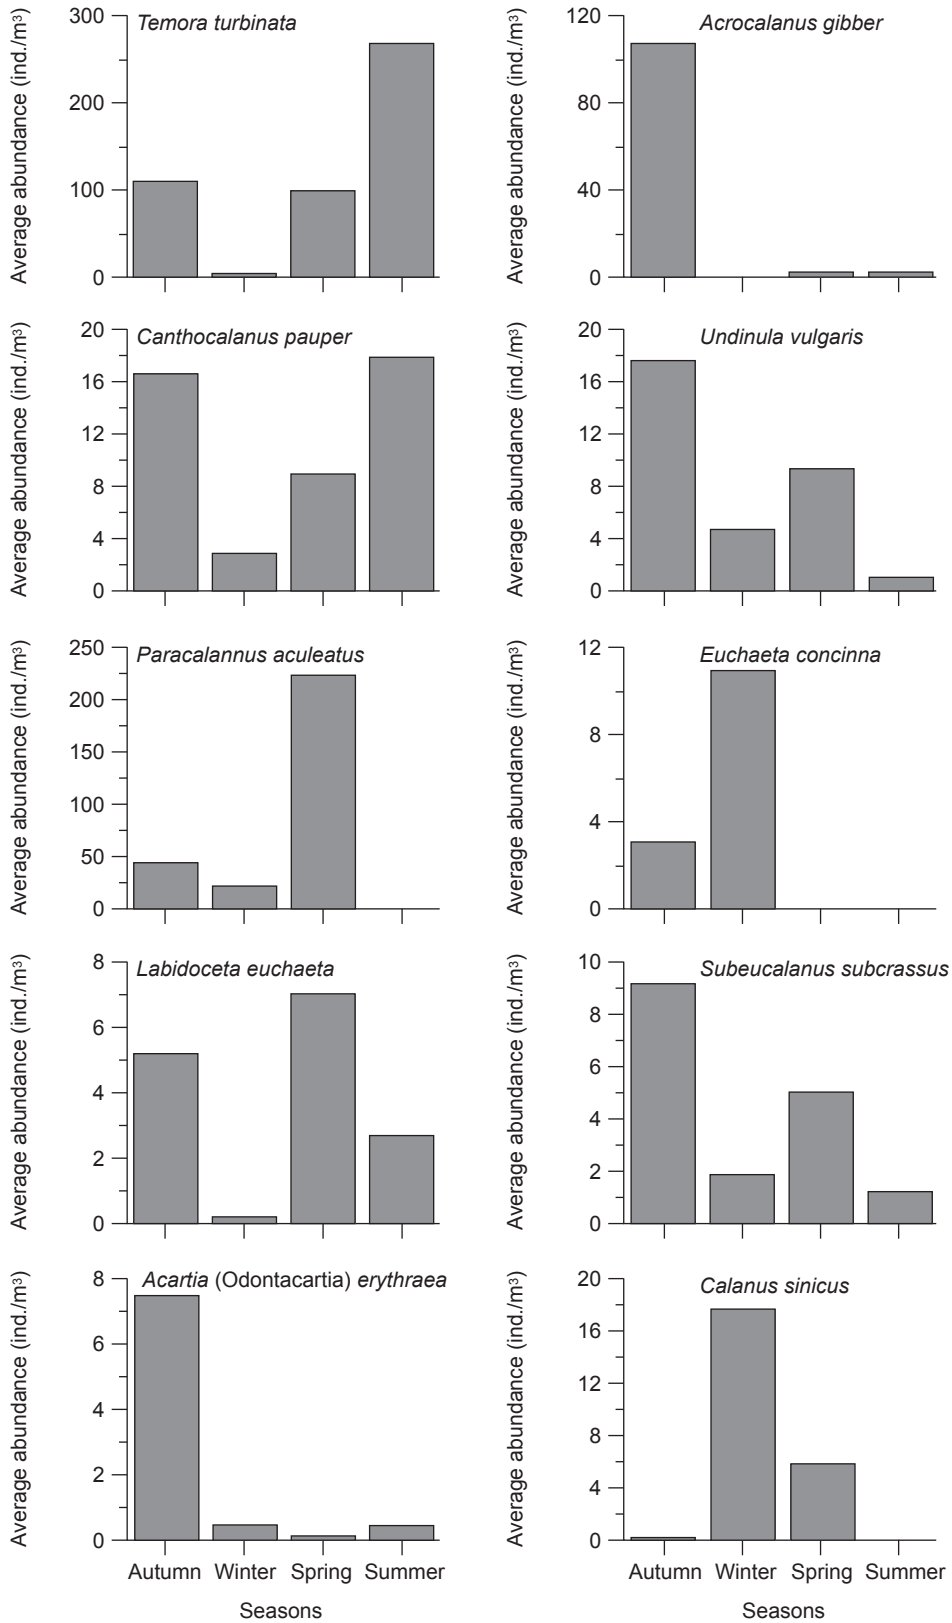 Temora turbinata
Average abundance (ind./m³)
300
200
100
0
Acrocalanus gibber
Average abundance (ind./m³)
120
80
40
0
Canthocalanus pauper
Average abundance (ind./m³)
20
16
12
8
4
0
Undinula vulgaris
Average abundance (ind./m³)
20
16
12
8
4
0
Paracalannus aculeatus
Average abundance (ind./m³)
250
200
150
100
50
0
Euchaeta concinna
Average abundance (ind./m³)
12
8
4
0
Labidoceta euchaeta
Average abundance (ind./m³)
8
6
4
2
0
Subeucalanus subcrassus
Average abundance (ind./m³)
10
8
6
4
2
0
Acartia (Odontacartia) erythraea
Average abundance (ind./m³)
8
6
4
2
0
Autumn Winter Spring Summer
Seasons
Calanus sinicus
Average abundance (ind./m³)
20
16
12
8
4
0
Autumn Winter Spring Summer
Seasons